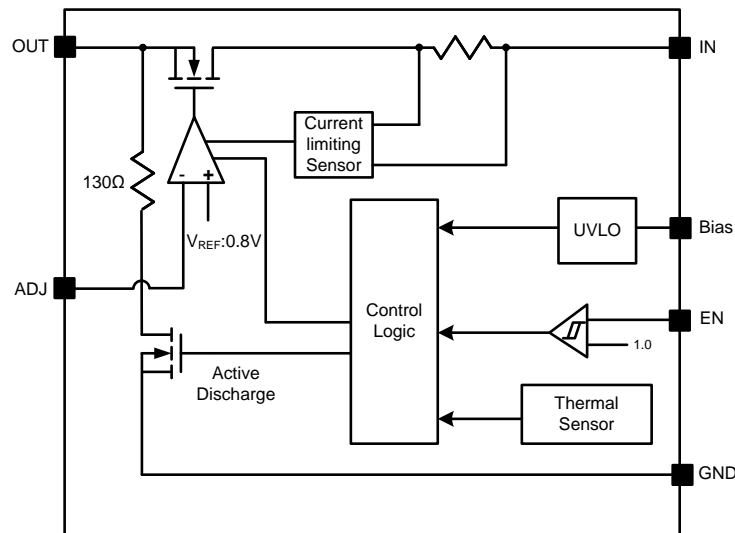 OUT
IN
Current
limiting
Sensor
130Ω
- +
VREF:0.8V
UVLO
Bias
ADJ
Control
Logic
EN
1.0
Active
Discharge
Thermal
Sensor
GND